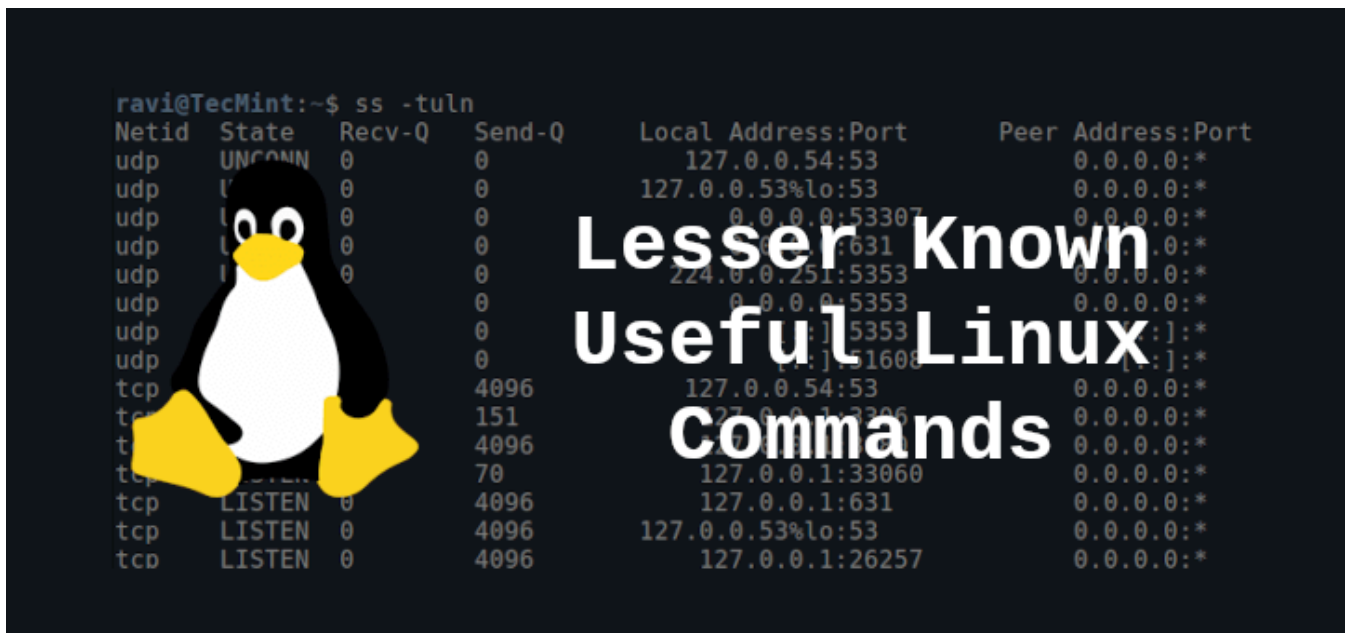 ravi@TecMint:~$ ss -tuln
Netid State Recv-Q Send-Q Local Address:Port Peer Address:Port
udp UNCONN 0 0 127.0.0.54:53 0.0.0.0:*
udp 0 0 127.0.0.53%lo:53 0.0.0.0:*
udp 0 0 0.0.0.0:53307 0.0.0.0:*
udp 0 0 :631 0.0.0.0:*
udp 0 0 224.0.0.251:5353 0.0.0.0:*
udp 0 0.0.0.0:5353 0.0.0.0:*
udp 0 5353
udp 0 51608
tcp 4096 127.0.0.54:53 0.0.0.0:*
151 0.0.0.0:*
4096 0.0.0.0:*
70 127.0.0.1:33060 0.0.0.0:*
tcp LISTEN 0 4096 127.0.0.1:631 0.0.0.0:*
tcp LISTEN 0 4096 127.0.0.53%lo:53 0.0.0.0:*
tcp LISTEN 0 4096 127.0.0.1:26257 0.0.0.0:*
Lesser Known
Useful Linux
Commands